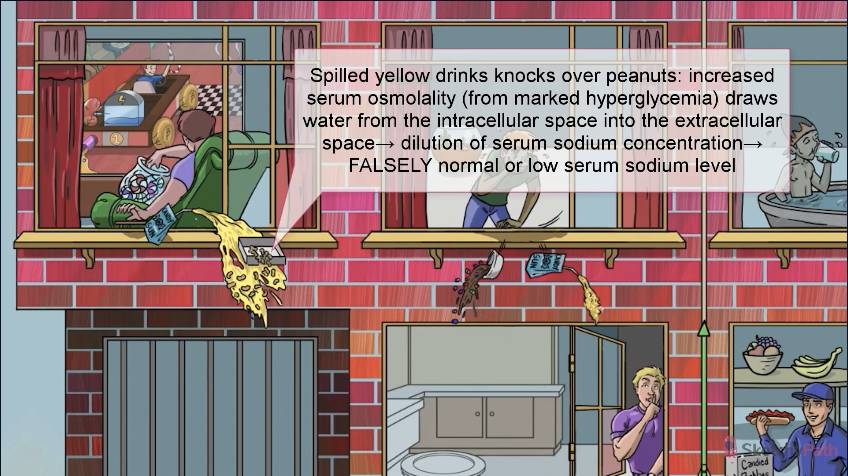 Spilled yellow drinks knocks over peanuts: increased
serum osmolality (from marked hyperglycemia) draws
water from the intracellular space into the extracellular
space→ dilution of serum sodium concentration→
FALSELY normal or low serum sodium level
Candied